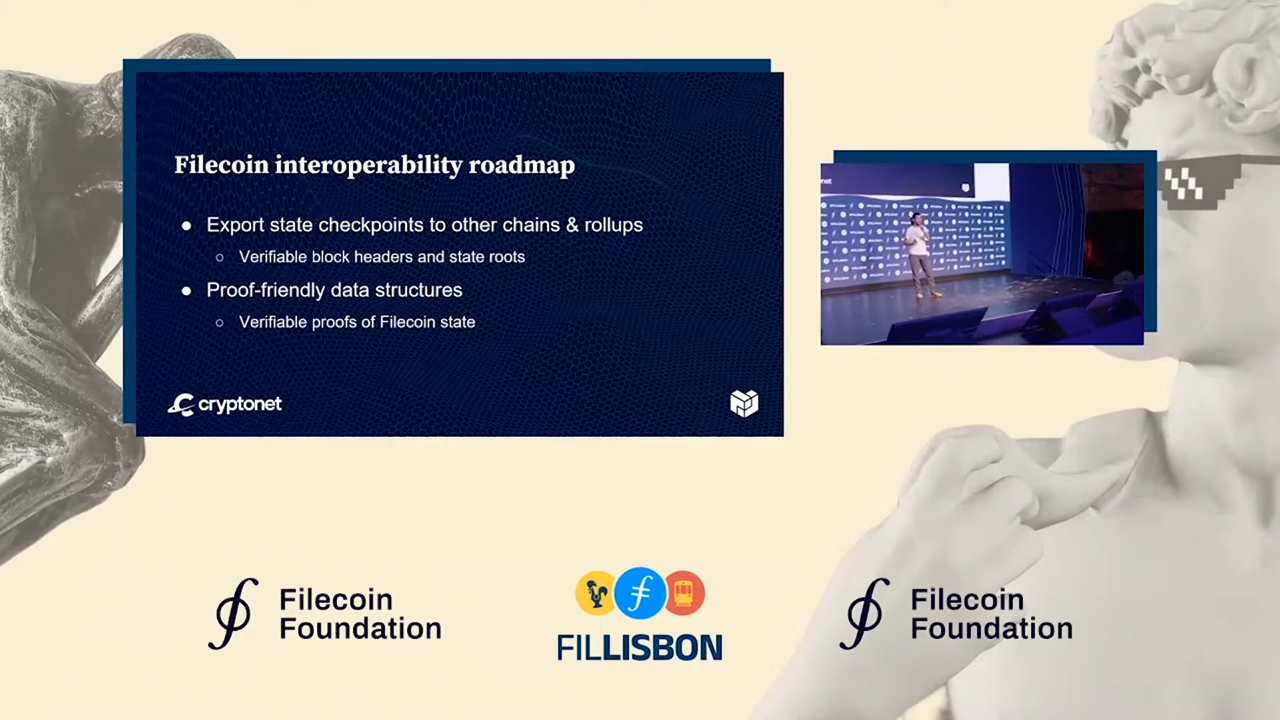 Filecoin interoperability roadmap
● Export state checkpoints to other chains & rollups
○ Verifiable block headers and state roots
● Proof-friendly data structures
○ Verifiable proofs of Filecoin state
cryptonet
Filecoin
Foundation
FILLISBON
Filecoin
Foundation